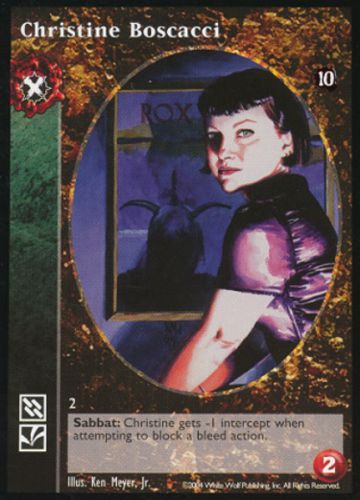 Christine Boscacci
10
ROX
2
Sabbat: Christine gets -1 intercept when
attempting to block a bleed action.
Illus. Ken Meyer, Jr.
©2004 White Wolf Publishing, Inc. All Rights Reserved.
2